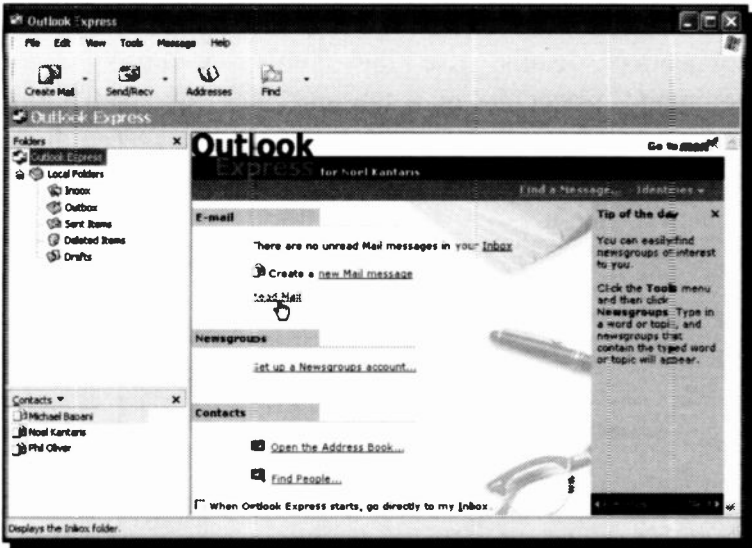 Outlook Express
File Edit View Tools Message Help
Create Mail Send/Recv Addresses Find
Outlook Express
Folders
Outlook Express
Local Folders
Inbox
Outbox
Sent Items
Deleted Items
Drafts
Contacts
Michael Babani
Noel Kantaris
Phil Oliver
Outlook
Express for Noel Kantaris
Go to msn
Find a Message... Identities
E-mail
There are no unread Mail messages in your Inbox
Create a new Mail message
Read Mail
Newsgroups
Set up a Newsgroups account...
Contacts
Open the Address Book...
Find People...
When Outlook Express starts, go directly to my Inbox.
Tip of the day
You can easily find
newsgroups of interest
to you.
Click the Tools menu
and then click
Newsgroups. Type in
a word or topic, and
newsgroups that
contain the typed word
or topic will appear.
Displays the Inbox folder.